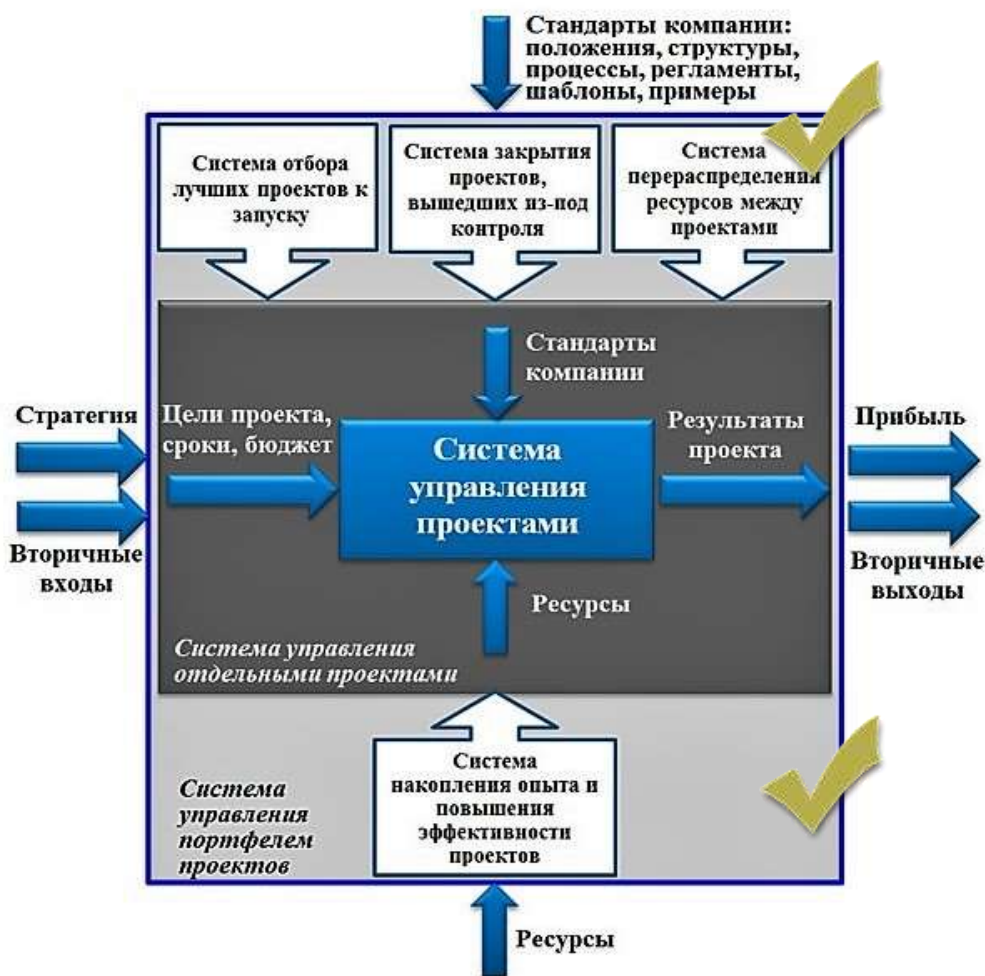 Стандарты компании:
положения, структуры,
процессы, регламенты,
шаблоны, примеры
Система отбора
лучших проектов к
запуску
Система закрытия
проектов,
вышедших из-под
контроля
Система
перераспределения
ресурсов между
проектами
Стандарты
компании
Стратегия
Вторичные
входы
Цели проекта,
сроки, бюджет
Система
управления
проектами
Результаты
проекта
Прибыль
Вторичные
выходы
Ресурсы
Система управления
отдельными проектами
Система
накопления опыта и
повышения
эффективности
проектов
Система
управления
портфелем
проектов
Ресурсы